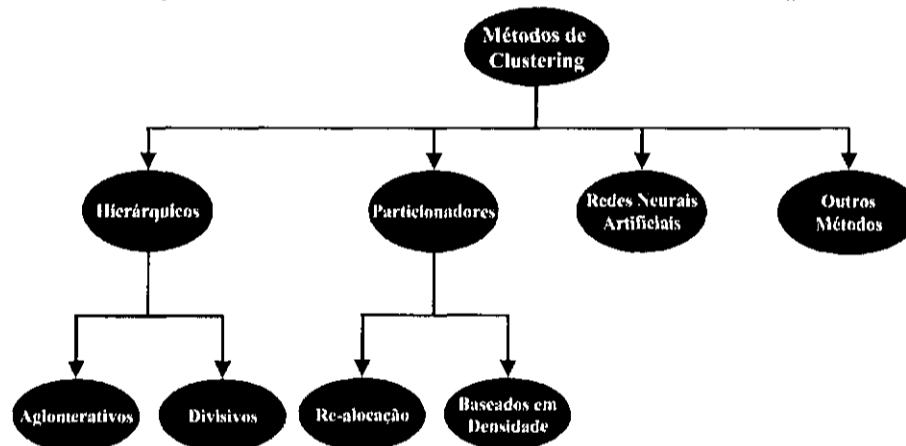 Métodos de
Clustering
Hierárquicos
Particionadores
Redes Neurais
Artificiais
Outros
Métodos
Aglomerativos
Divisivos
Re-alocação
Baseados em
Densidade